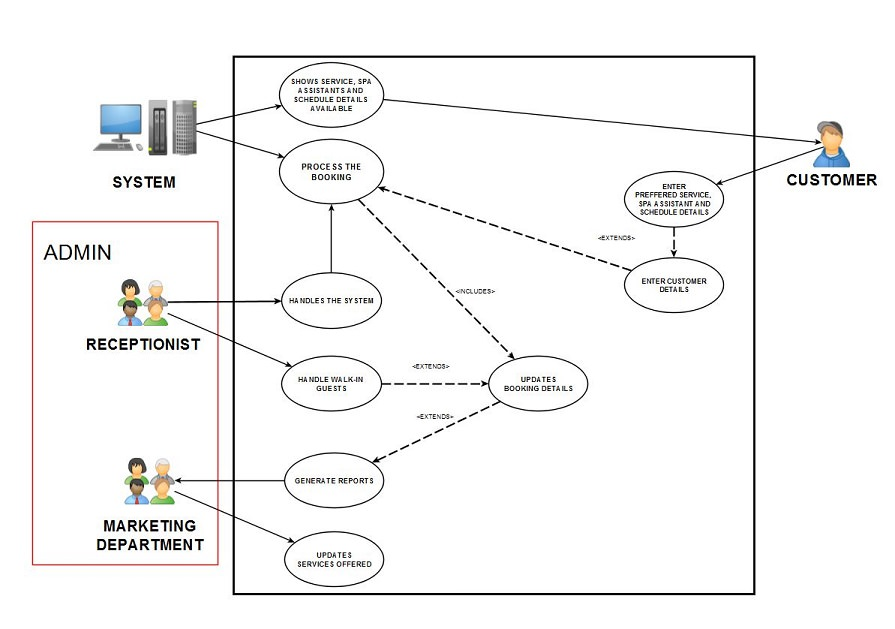 SHOWS SERVICE, SPA
ASSISTANTS AND
SCHEDULE DETAILS
AVAILABLE
SYSTEM
PROCESS THE
BOOKING
CUSTOMER
ENTER
PREFFERED SERVICE,
SPA ASSISTANT AND
SCHEDULE DETAILS
<EXTENDS>
ENTER CUSTOMER
DETAILS
ADMIN
RECEPTIONIST
HANDLES THE SYSTEM
<INCLUDES>
HANDLE WALK-IN
GUESTS
<EXTENDS>
UPDATES
BOOKING DETAILS
<EXTENDS>
GENERATE REPORTS
MARKETING
DEPARTMENT
UPDATES
SERVICES OFFERED